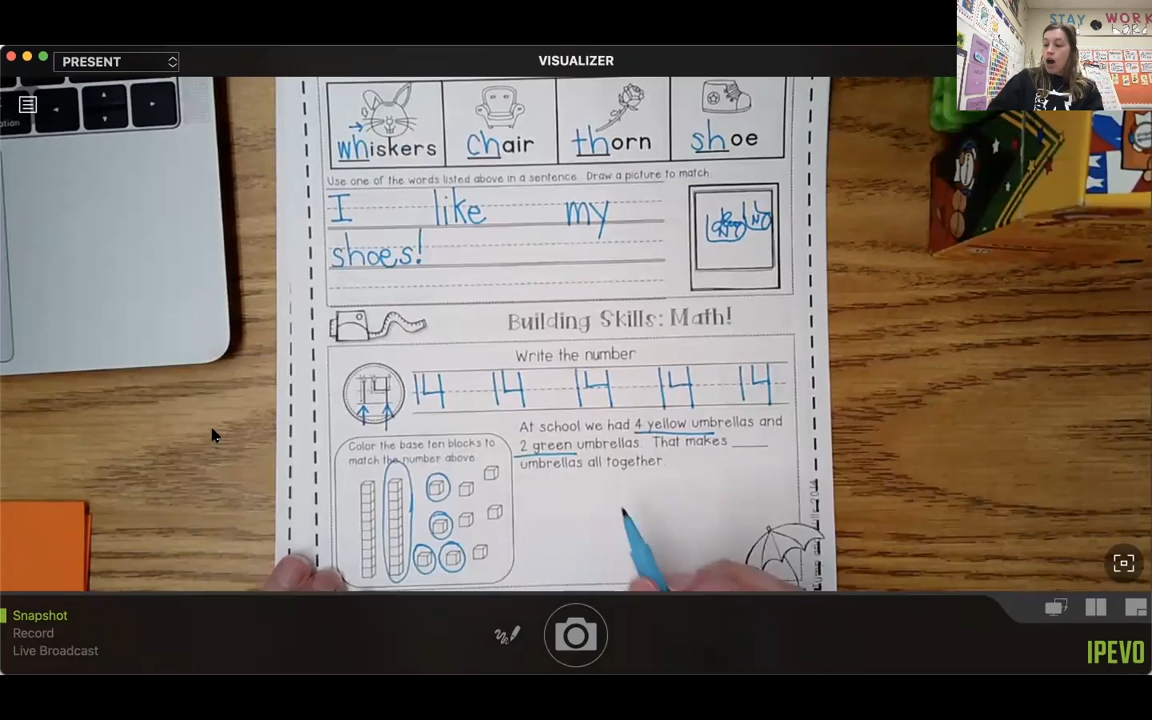 STAY WORK
PRESENT
VISUALIZER
whiskers chair thorn shoe
Use one of the words listed above in a sentence. Draw a picture to match.
I like my
shoes!
Building Skills: Math!
Write the number
14 14 14 14 14 14
At school we had 4 yellow umbrellas and
2 green umbrellas. That makes ____
umbrellas all together.
Color the base ten blocks to
match the number above
Snapshot
Record
Live Broadcast
IPEVO